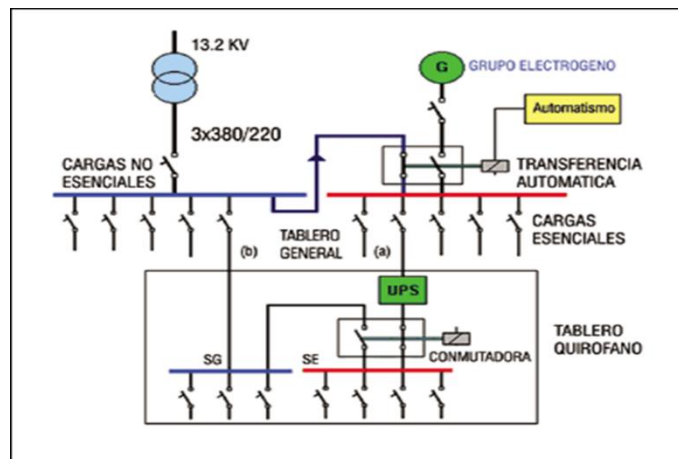 13.2 KV
G
GRUPO ELECTROGENO
Automatismo
3x380/220
CARGAS NO
ESENCIALES
TRANSFERENCIA
AUTOMATICA
CARGAS
ESENCIALES
TABLERO
GENERAL
(b)
(a)
UPS
TABLERO
QUIROFANO
SG
SE
CONMUTADORA